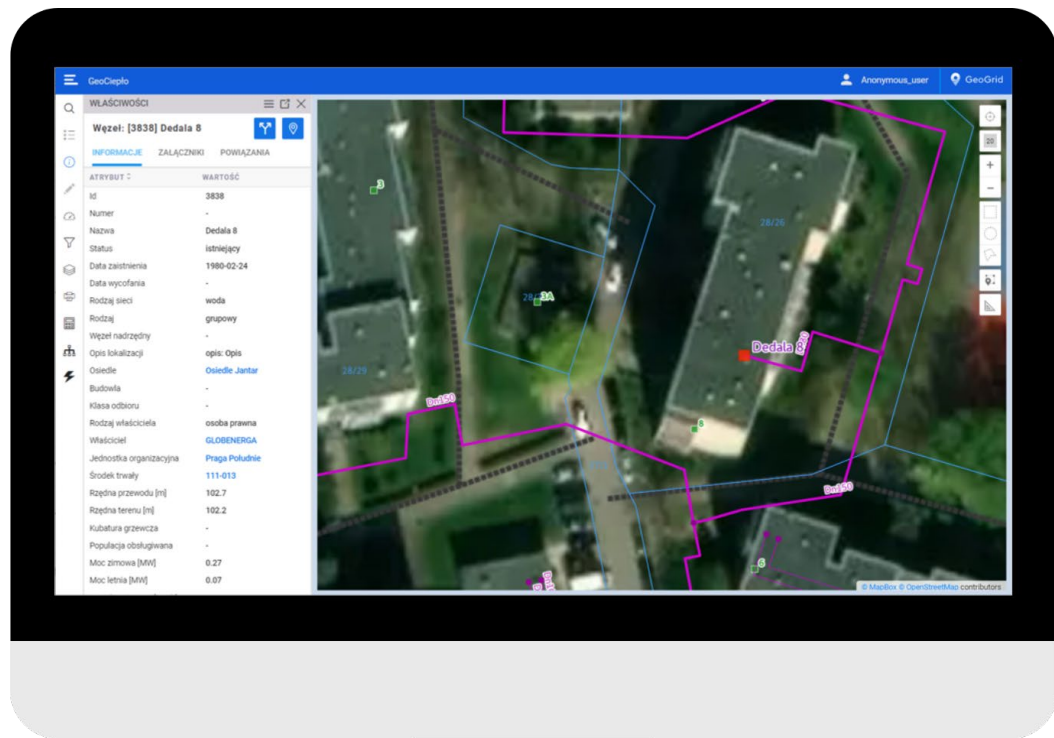 GeoCiepło
Anonymous_user
GeoGrid
WŁAŚCIWOŚCI
Węzeł: [3838] Dedala 8
INFORMACJE ZAŁĄCZNIKI POWIĄZANIA
ATRYBUT WARTOŚĆ
Id 3838
Numer -
Nazwa Dedala 8
Status istniejący
Data zaistnienia 1980-02-24
Data wycofania -
Rodzaj sieci woda
Rodzaj grupowy
Węzeł nadrzędny -
Opis lokalizacji opis: Opis
Osiedle Osiedle Jantar
Budowla -
Klasa odbioru -
Rodzaj właściciela osoba prawna
Właściciel GLOBENERGA
Jednostka organizacyjna Praga Południe
Środek trwały 111-013
Rzędna przewodu [m] 102.7
Rzędna terenu [m] 102.2
Kubatura grzewcza -
Populacja obsługiwana -
Moc zimowa [MW] 0.27
Moc letnia [MW] 0.07
3
28/26
3A
20
Dedala 8
28/29
Dn150
8
Dn150
6
© MapBox © OpenStreetMap contributors